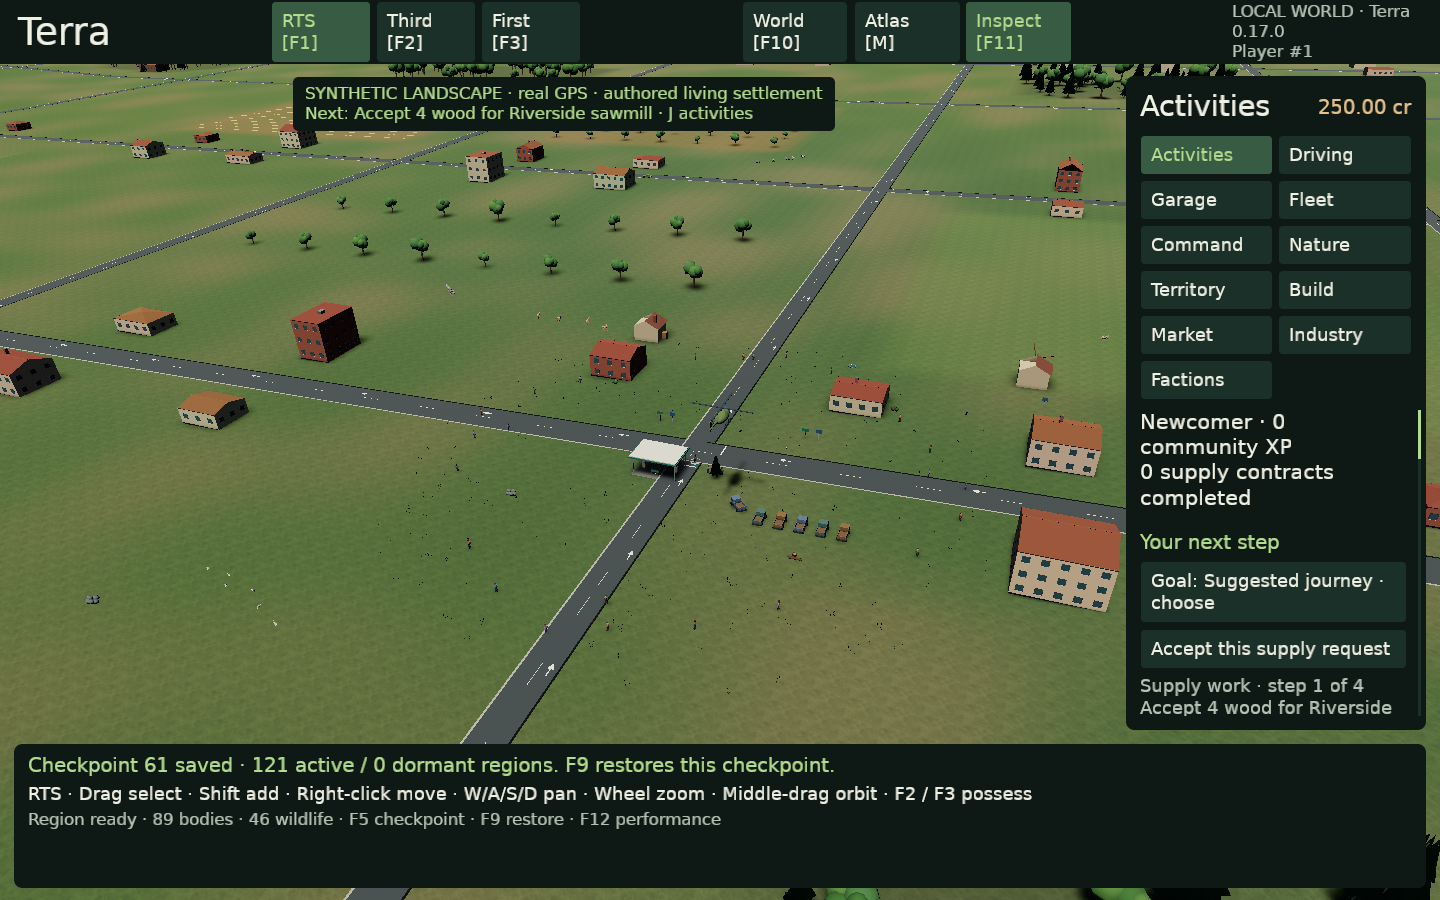 Terra
RTS
[F1]
Third
[F2]
First
[F3]
World
[F10]
Atlas
[M]
Inspect
[F11]
LOCAL WORLD · Terra
0.17.0
Player #1
SYNTHETIC LANDSCAPE · real GPS · authored living settlement
Next: Accept 4 wood for Riverside sawmill · J activities
Activities
250.00 cr
Activities
Driving
Garage
Fleet
Command
Nature
Territory
Build
Market
Industry
Factions
Newcomer · 0
community XP
0 supply contracts
completed
Your next step
Goal: Suggested journey ·
choose
Accept this supply request
Supply work · step 1 of 4
Accept 4 wood for Riverside
Checkpoint 61 saved · 121 active / 0 dormant regions. F9 restores this checkpoint.
RTS · Drag select · Shift add · Right-click move · W/A/S/D pan · Wheel zoom · Middle-drag orbit · F2 / F3 possess
Region ready · 89 bodies · 46 wildlife · F5 checkpoint · F9 restore · F12 performance